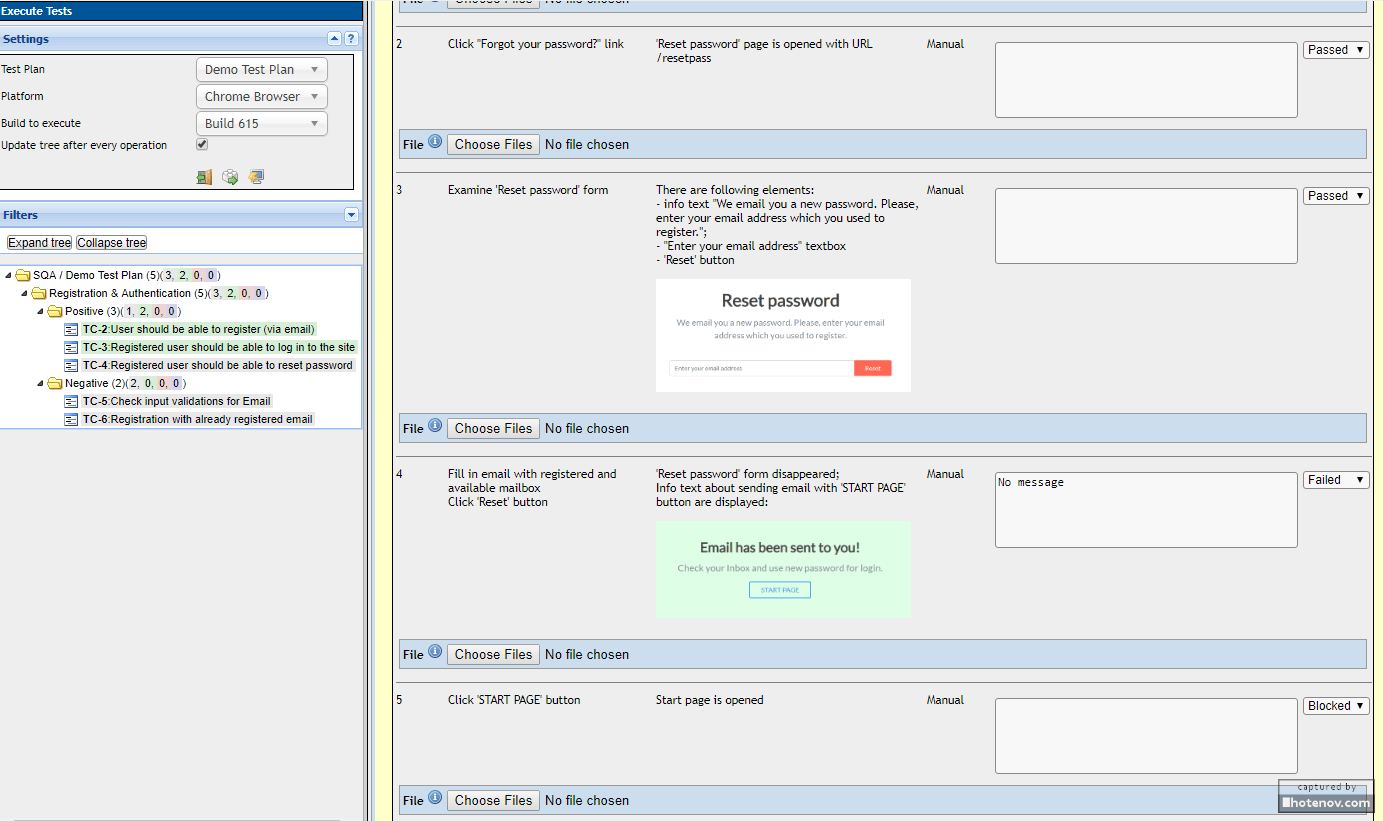 Execute Tests
Settings
?
Test Plan
Demo Test Plan
Platform
Chrome Browser
Build to execute
Build 615
Update tree after every operation
Filters
Expand tree
Collapse tree
SQA / Demo Test Plan (5)(3, 2, 0, 0)
Registration & Authentication (5)(3, 2, 0, 0)
Positive (3)(1, 2, 0, 0)
TC-2:User should be able to register (via email)
TC-3:Registered user should be able to log in to the site
TC-4:Registered user should be able to reset password
Negative (2)(2, 0, 0, 0)
TC-5:Check input validations for Email
TC-6:Registration with already registered email
File Choose Files No file chosen
2
Click "Forgot your password?" link
'Reset password' page is opened with URL
/resetpass
Manual
Passed
File Choose Files No file chosen
3
Examine 'Reset password' form
There are following elements:
- info text "We email you a new password. Please,
enter your email address which you used to
register.";
- "Enter your email address" textbox
- 'Reset' button
Reset password
We email you a new password. Please, enter your email
address which you used to register.
Enter your email address
Reset
Manual
Passed
File Choose Files No file chosen
4
Fill in email with registered and
available mailbox
Click 'Reset' button
'Reset password' form disappeared;
Info text about sending email with 'START PAGE'
button are displayed:
Email has been sent to you!
Check your Inbox and use new password for login.
START PAGE
Manual
No message
Failed
File Choose Files No file chosen
5
Click 'START PAGE' button
Start page is opened
Manual
Blocked
File Choose Files No file chosen
captured by
hotenov.com